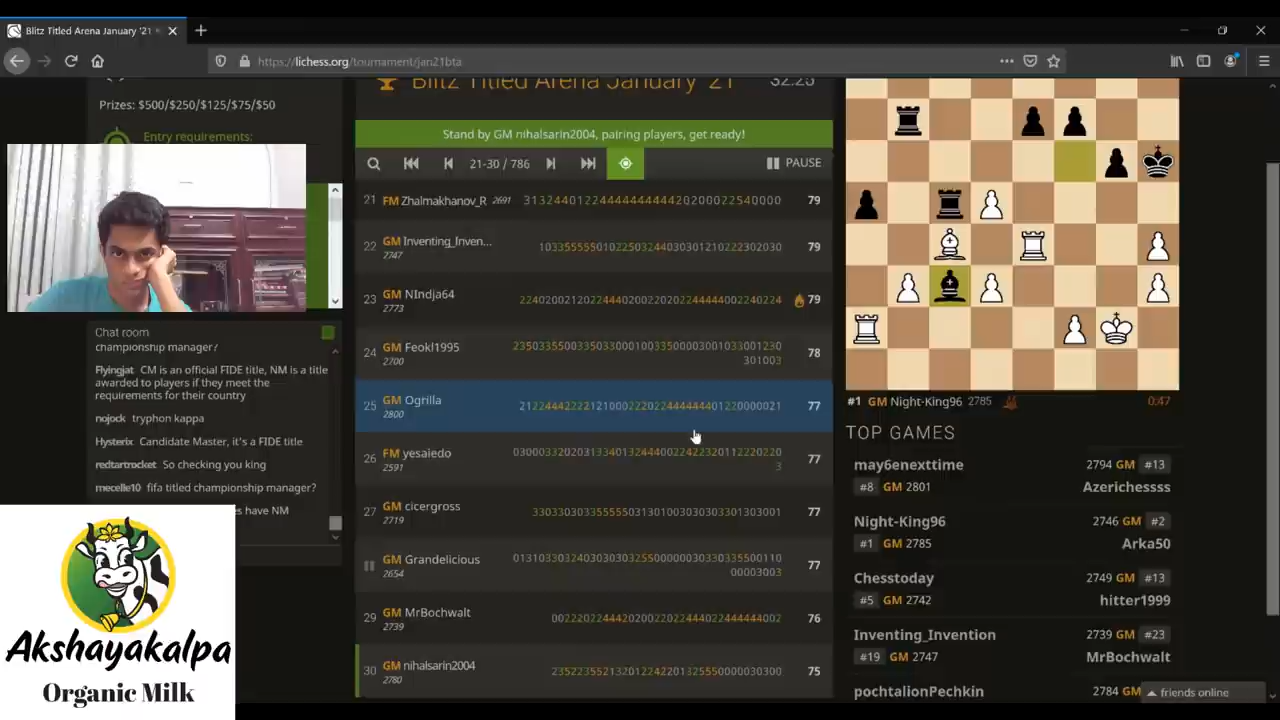 Blitz Titled Arena January '21
https://lichess.org/tournament/jan21bta
Prizes: $500/$250/$125/$75/$50
Entry requirements:
Chat room
championship manager?
Flyingjat CM is an official FIDE title, NM is a title
awarded to players if they meet the
requirements for their country
nojock tryphon kappa
Hysterix Candidate Master, it's a FIDE title
redtartrocket So checking you king
mecelle10 fifa titled championship manager?
es have NM
Akshayakalpa
Organic Milk
Blitz Titled Arena January '21
Stand by GM nihalsarin2004, pairing players, get ready!
21-30 / 786
PAUSE
21 FM Zhalmakhanov_R 2691 79
22 GM Inventing_Inven... 79
2747
23 GM NIndja64 79
2773
24 GM Feokl1995 78
2700
301003
25 GM Ogrilla 77
2800
26 FM yesaiedo 77
2591
3
27 GM cicergross 77
2719
GM Grandelicious 77
2654
00003003
29 GM MrBochwalt 76
2739
30 GM nihalsarin2004 75
2780
#1 GM Night-King96 2785 0:47
TOP GAMES
may6enexttime 2794 GM #13
#8 GM 2801 Azerichessss
Night-King96 2746 GM #2
#1 GM 2785 Arka50
Chesstoday 2749 GM #13
#5 GM 2742 hitter1999
Inventing_Invention 2739 GM #23
#19 GM 2747 MrBochwalt
pochtalionPechkin 2784 GM
friends online